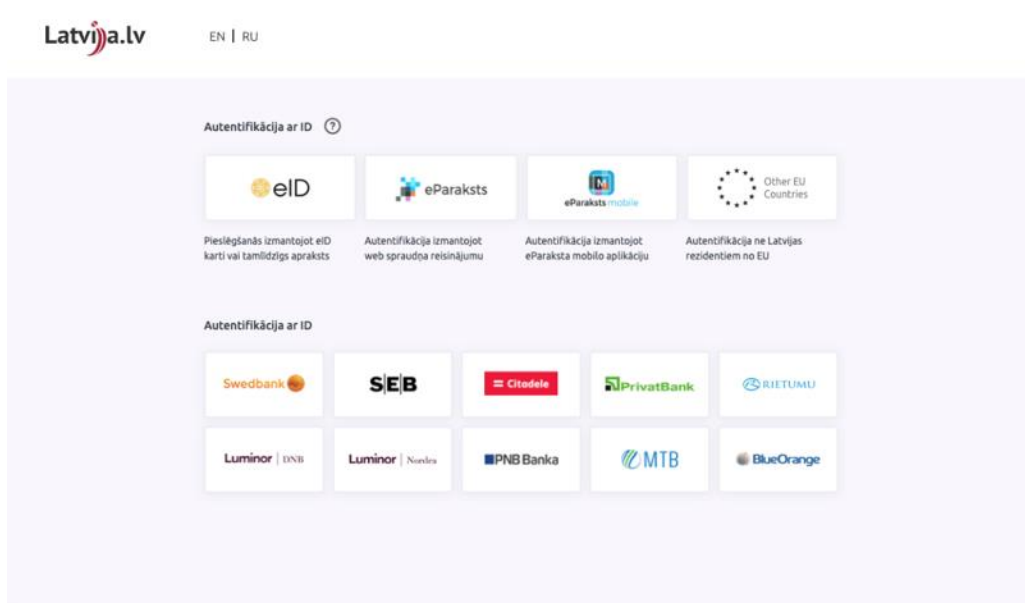 Latvija.lv
EN | RU
Autentifikācija ar ID ?
eID
eParaksts
eParaksts mobile
Other EU
Countries
Pieslēgšanās izmantojot eID
karti vai tamlīdzīgs apraksts
Autentifikācija izmantojot
web spraudņa reisinājumu
Autentifikācija izmantojot
eParaksta mobilo aplikāciju
Autentifikācija ne Latvijas
rezidentiem no EU
Autentifikācija ar ID
Swedbank
SEB
Citadele
PrivatBank
RIETUMU
Luminor | DNB
Luminor | Nordea
PNB Banka
MTB
BlueOrange